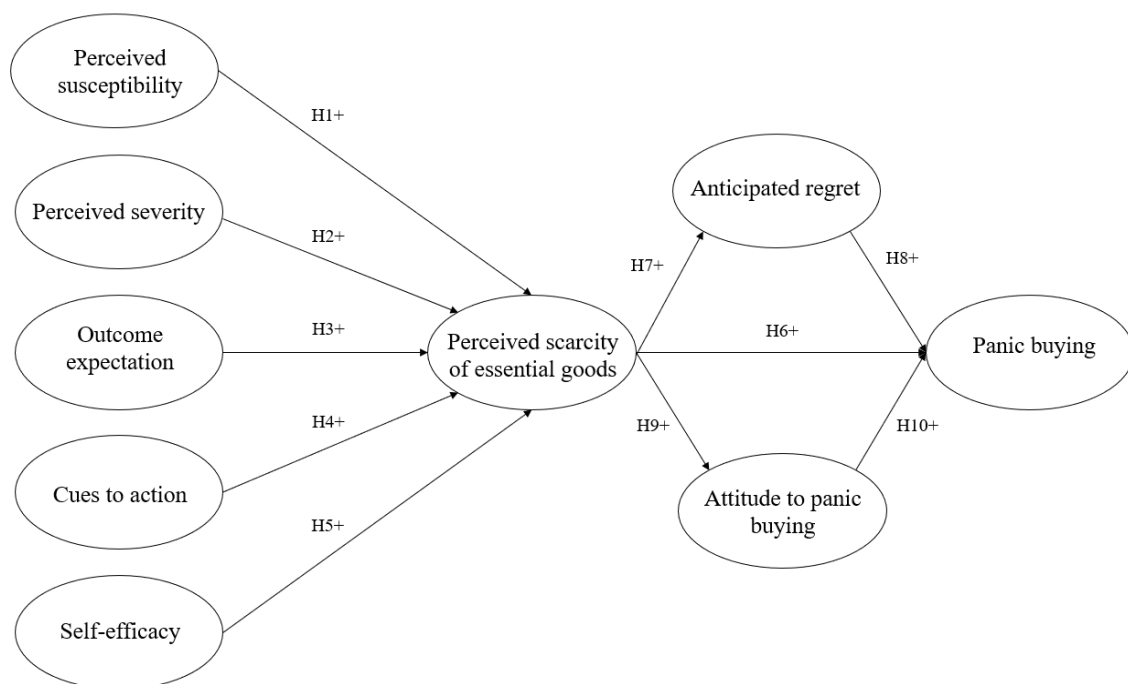 Perceived
susceptibility
H1+
Perceived severity
H2+
Outcome
expectation
H3+
Cues to action
H4+
Self-efficacy
H5+
Perceived scarcity
of essential goods
H7+
Anticipated regret
H8+
H6+
Panic buying
H9+
Attitude to panic
buying
H10+